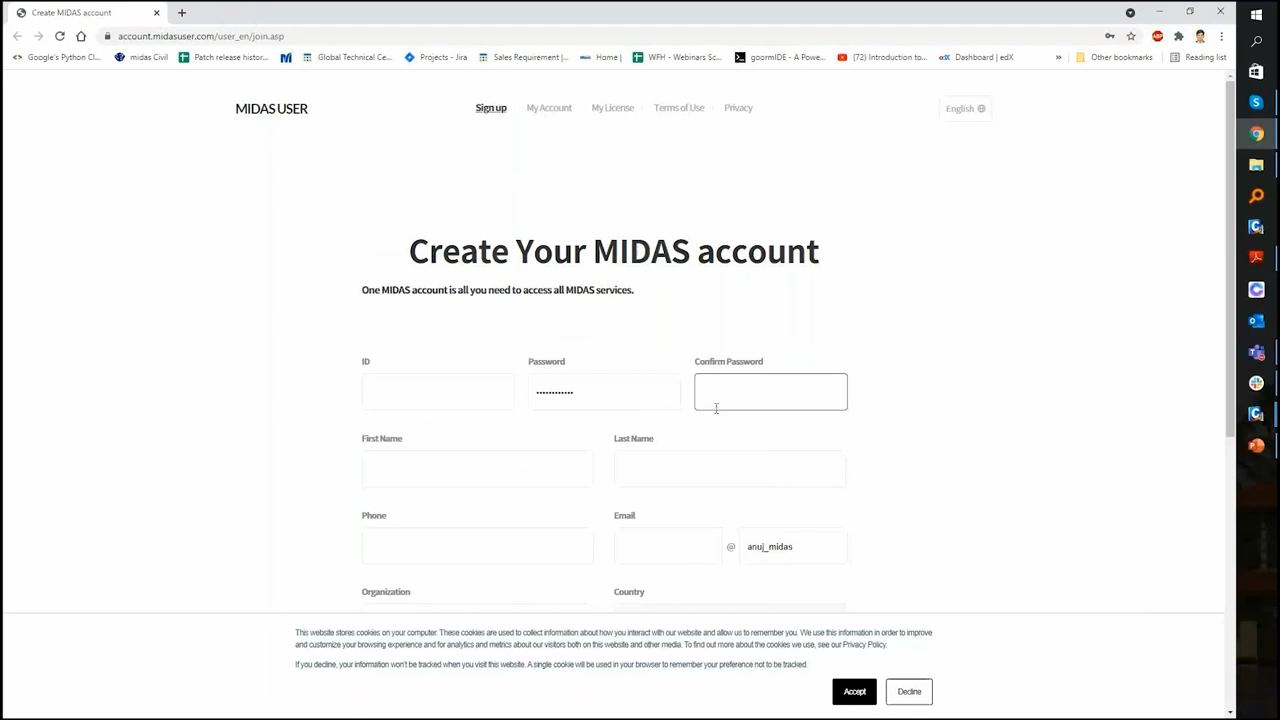 Create MIDAS account
account.midasuser.com/user_en/join.asp
Google's Python Cl...
midas Civil
Patch release histor...
Global Technical Ce...
Projects - Jira
Sales Requirement |...
Home |
WFH - Webinars Sc...
goormIDE - A Powe...
(72) Introduction to...
Dashboard | edX
»
Other bookmarks
Reading list
MIDAS USER
Sign up
My Account
My License
Terms of Use
Privacy
English
Create Your MIDAS account
One MIDAS account is all you need to access all MIDAS services.
ID
Password
Confirm Password
••••••••••••
First Name
Last Name
Phone
Email
@
anuj_midas
Organization
Country
This website stores cookies on your computer. These cookies are used to collect information about how you interact with our website and allow us to remember you. We use this information in order to improve
and customize your browsing experience and for analytics and metrics about our visitors both on this website and other media. To find out more about the cookies we use, see our Privacy Policy.
If you decline, your information won't be tracked when you visit this website. A single cookie will be used in your browser to remember your preference not to be tracked.
Accept
Decline